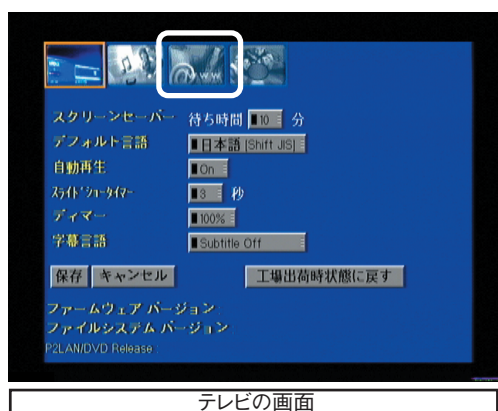 @ www
スクリーンセーバー 待ち時間 10 分
デフォルト言語 日本語 [Shift JIS]
自動再生 On
スライドショータイマー 3 秒
ディマー 100%
字幕言語 Subtitle Off
保存 キャンセル 工場出荷時状態に戻す
ファームウェア バージョン
ファイルシステム バージョン
P2LAN/DVD Release :
テレビの画面